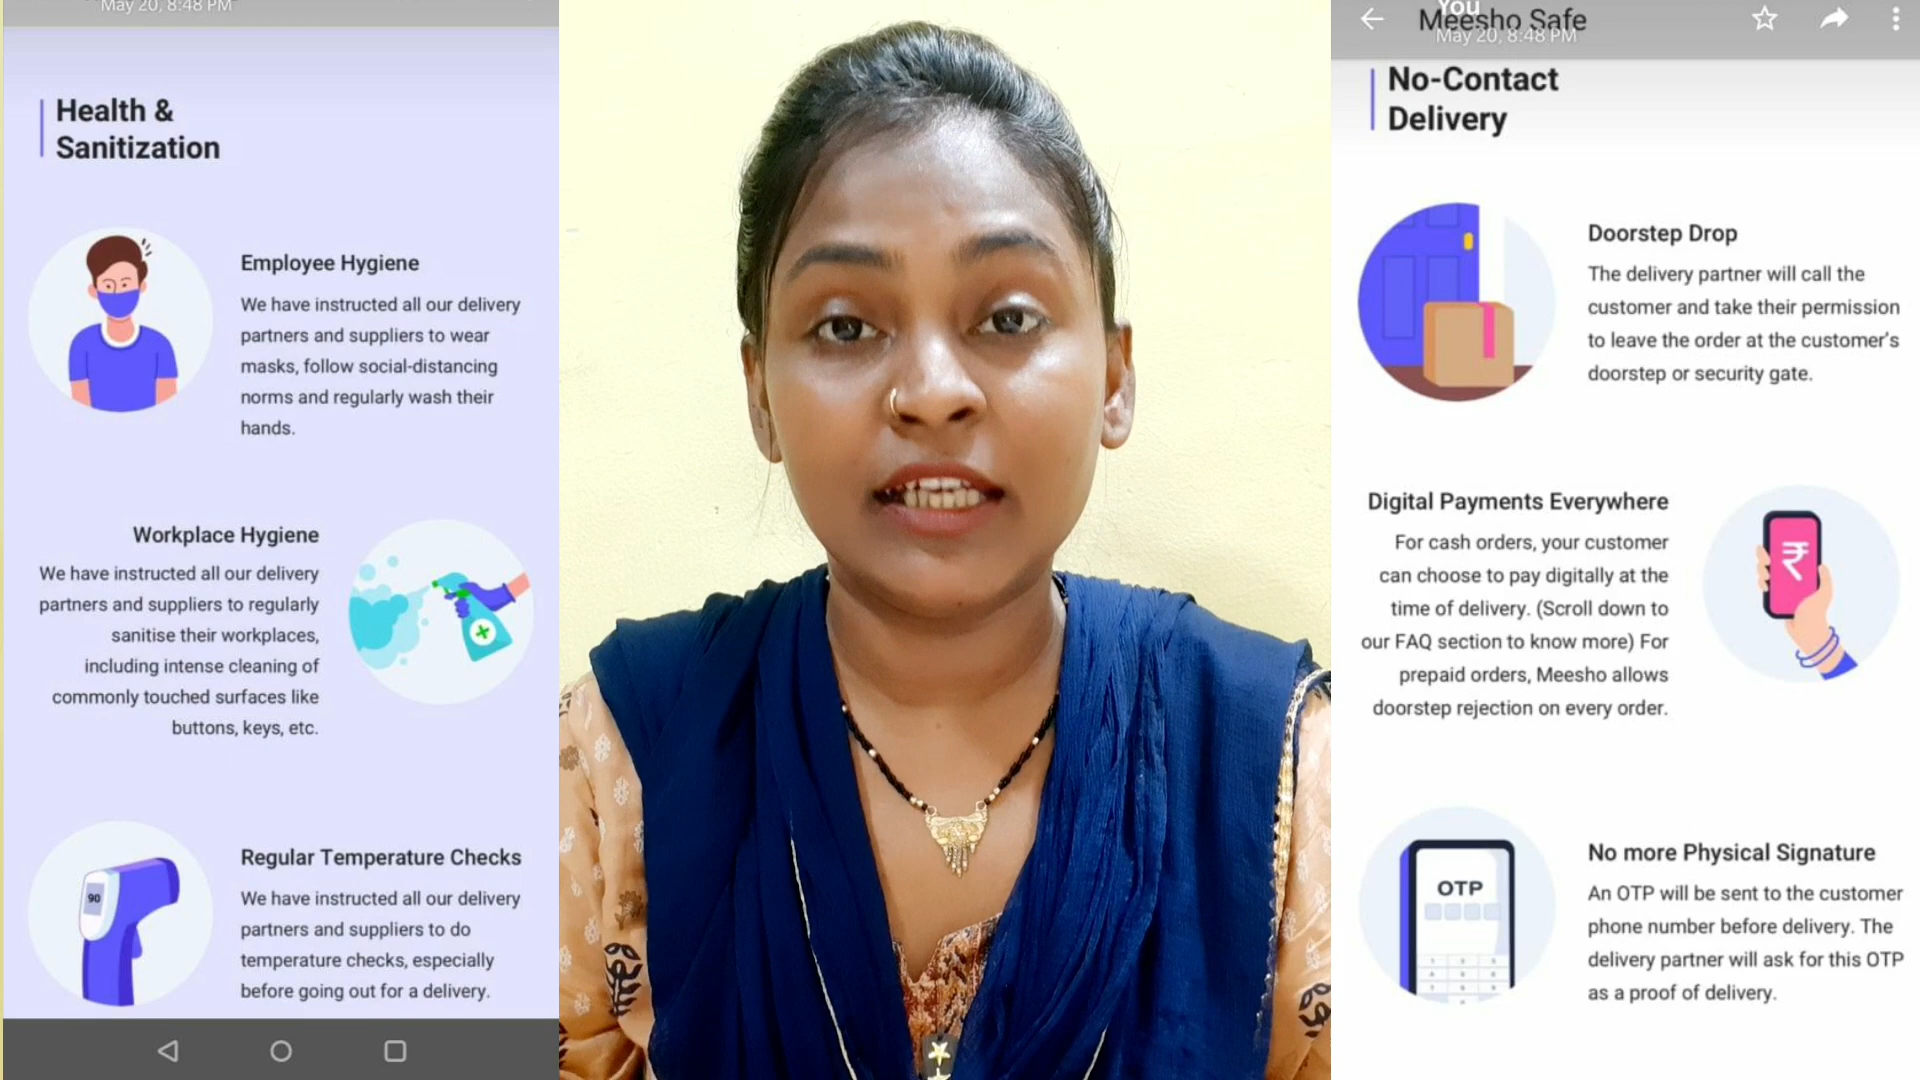 May 20, 8:48 PM
Health &
Sanitization
Employee Hygiene
We have instructed all our delivery
partners and suppliers to wear
masks, follow social-distancing
norms and regularly wash their
hands.
Workplace Hygiene
We have instructed all our delivery
partners and suppliers to regularly
sanitise their workplaces,
including intense cleaning of
commonly touched surfaces like
buttons, keys, etc.
90
Regular Temperature Checks
We have instructed all our delivery
partners and suppliers to do
temperature checks, especially
before going out for a delivery.
You
Meesho Safe
May 20, 8:48 PM
No-Contact
Delivery
Doorstep Drop
The delivery partner will call the
customer and take their permission
to leave the order at the customer's
doorstep or security gate.
Digital Payments Everywhere
For cash orders, your customer
can choose to pay digitally at the
time of delivery. (Scroll down to
our FAQ section to know more) For
prepaid orders, Meesho allows
doorstep rejection on every order.
₹
OTP
No more Physical Signature
An OTP will be sent to the customer
phone number before delivery. The
delivery partner will ask for this OTP
as a proof of delivery.